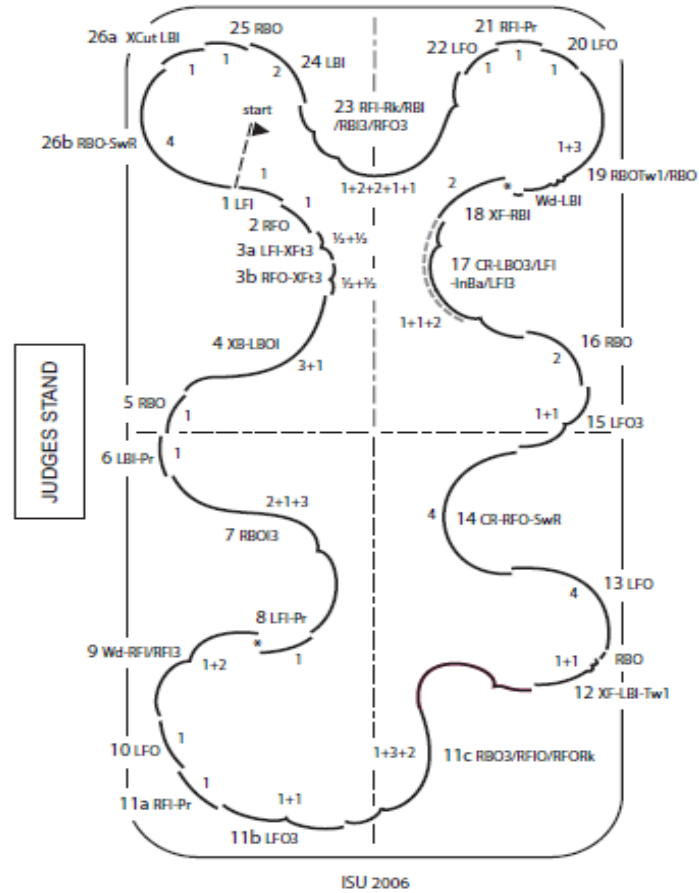 26a XCut LBI
25 RBO
24 LBI
1
1
2
start
26b RBO-SwR
4
1
1 LFI
1
2 RFO
23 RFI-Rk/RBI
/RBI3/RFO3
1+2+2+1+1
22 LFO
21 RFI-Pr
20 LFO
1
1
1
1+3
19 RBOTw1/RBO
Wd-LBI
*
2
18 XF-RBI
3a LFI-XFt3
½+½
3b RFO-XFt3
½+½
17 CR-LBO3/LFI
-InBa/LFI3
1+1+2
4 XB-LBOI
3+1
16 RBO
2
5 RBO
1
1+1
15 LFO3
JUDGES STAND
6 LBI-Pr
1
2+1+3
7 RBOI3
4
14 CR-RFO-SwR
13 LFO
4
8 LFI-Pr
*
1
9 Wd-RFI/RFI3
1+2
RBO
1+1
12 XF-LBI-Tw1
10 LFO
1
11a RFI-Pr
1
1+1
11b LFO3
1+3+2
11c RBO3/RFIO/RFORk
ISU 2006